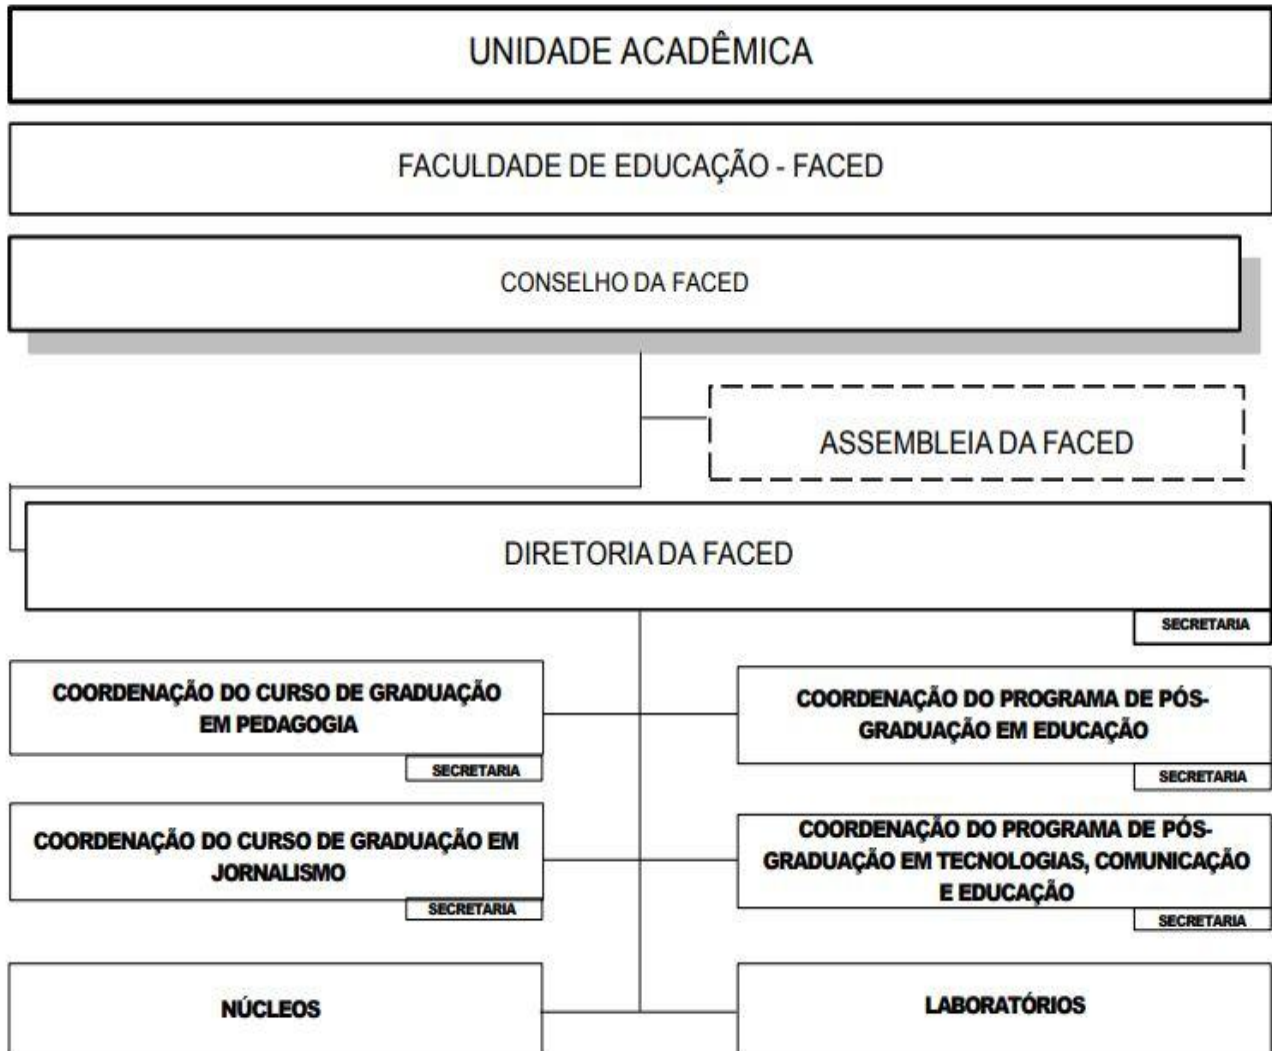 UNIDADE ACADÊMICA
FACULDADE DE EDUCAÇÃO - FACED
CONSELHO DA FACED
ASSEMBLEIA DA FACED
DIRETORIA DA FACED
SECRETARIA
COORDENAÇÃO DO CURSO DE GRADUAÇÃO
EM PEDAGOGIA
SECRETARIA
COORDENAÇÃO DO PROGRAMA DE PÓS-
GRADUAÇÃO EM EDUCAÇÃO
SECRETARIA
COORDENAÇÃO DO CURSO DE GRADUAÇÃO EM
JORNALISMO
SECRETARIA
COORDENAÇÃO DO PROGRAMA DE PÓS-
GRADUAÇÃO EM TECNOLOGIAS, COMUNICAÇÃO
E EDUCAÇÃO
SECRETARIA
NÚCLEOS
LABORATÓRIOS